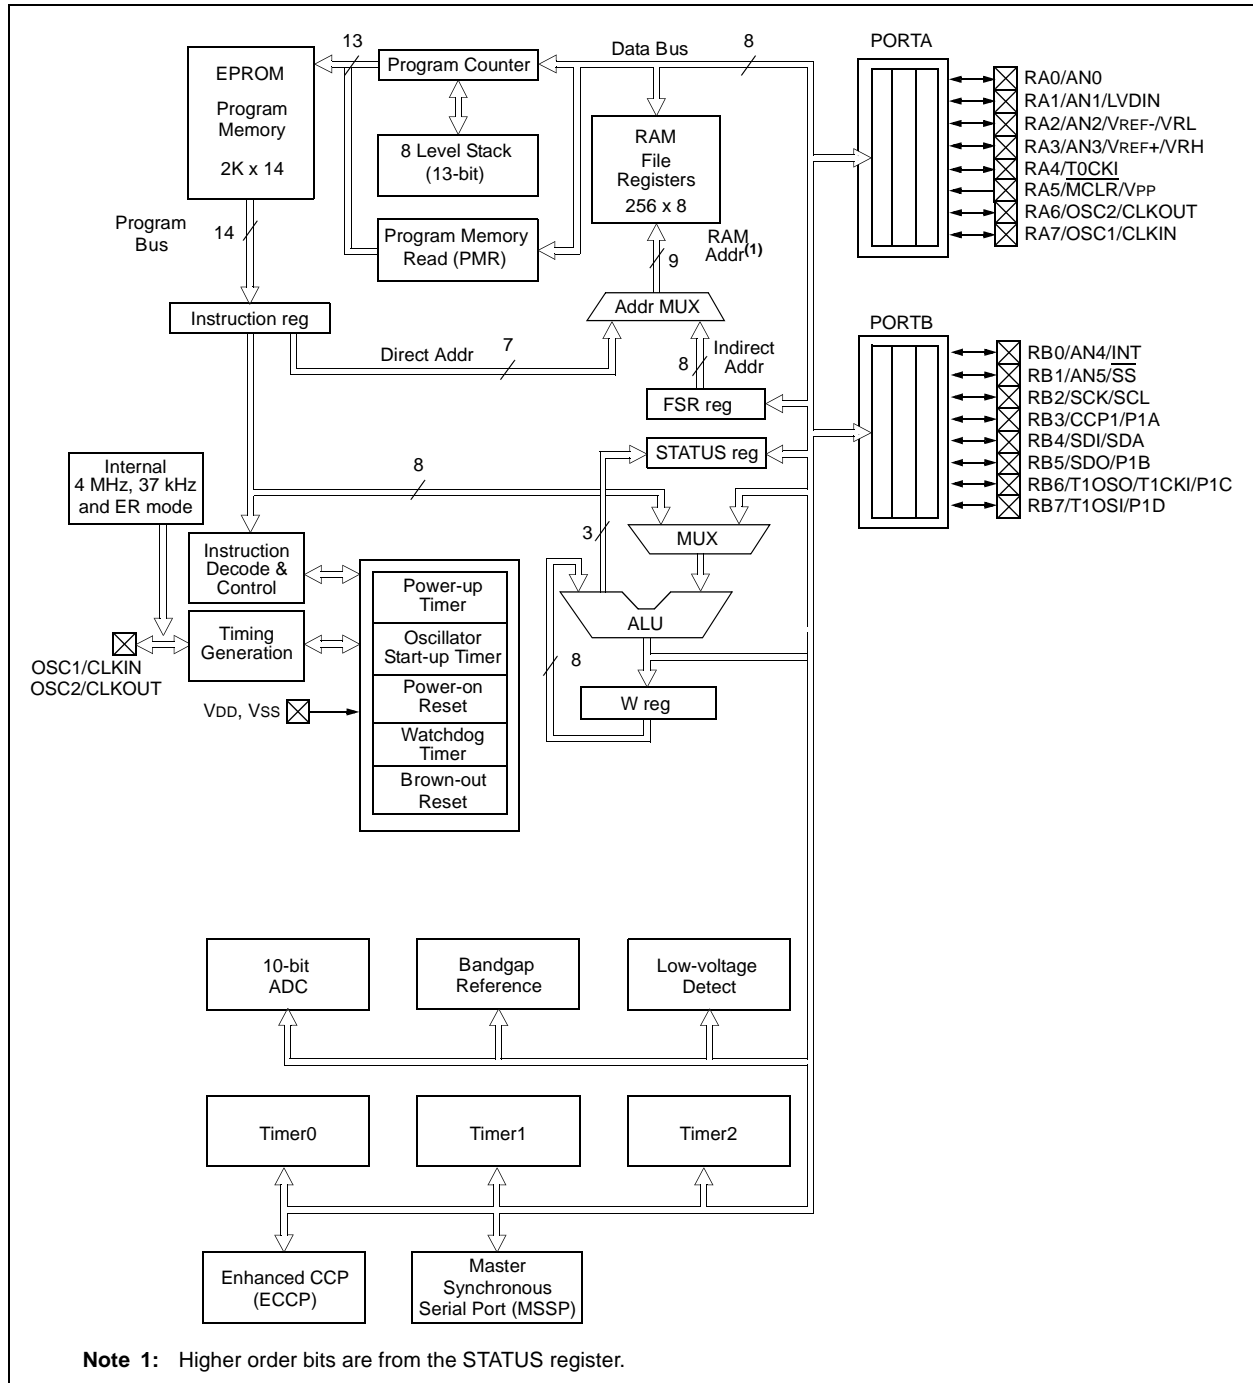 13
Data Bus
8
PORTA
EPROM
Program
Memory
2K x 14
Program Counter
8 Level Stack
(13-bit)
RAM
File
Registers
256 x 8
RA0/AN0
RA1/AN1/LVDIN
RA2/AN2/VREF-/VRL
RA3/AN3/VREF+/VRH
RA4/T0CKI
RA5/MCLR/VPP
RA6/OSC2/CLKOUT
RA7/OSC1/CLKIN
Program
Bus
14
Program Memory
Read (PMR)
RAM
Addr(1)
9
Addr MUX
Instruction reg
Direct Addr
7
8
Indirect
Addr
FSR reg
PORTB
RB0/AN4/INT
RB1/AN5/SS
RB2/SCK/SCL
RB3/CCP1/P1A
RB4/SDI/SDA
RB5/SDO/P1B
RB6/T1OSO/T1CKI/P1C
RB7/T1OSI/P1D
STATUS reg
Internal
4 MHz, 37 kHz
and ER mode
8
3
MUX
Instruction
Decode &
Control
Power-up
Timer
ALU
Timing
Generation
Oscillator
Start-up Timer
8
OSC1/CLKIN
OSC2/CLKOUT
Power-on
Reset
W reg
VDD, VSS
Watchdog
Timer
Brown-out
Reset
10-bit
ADC
Bandgap
Reference
Low-voltage
Detect
Timer0
Timer1
Timer2
Enhanced CCP
(ECCP)
Master
Synchronous
Serial Port (MSSP)
Note 1: Higher order bits are from the STATUS register.